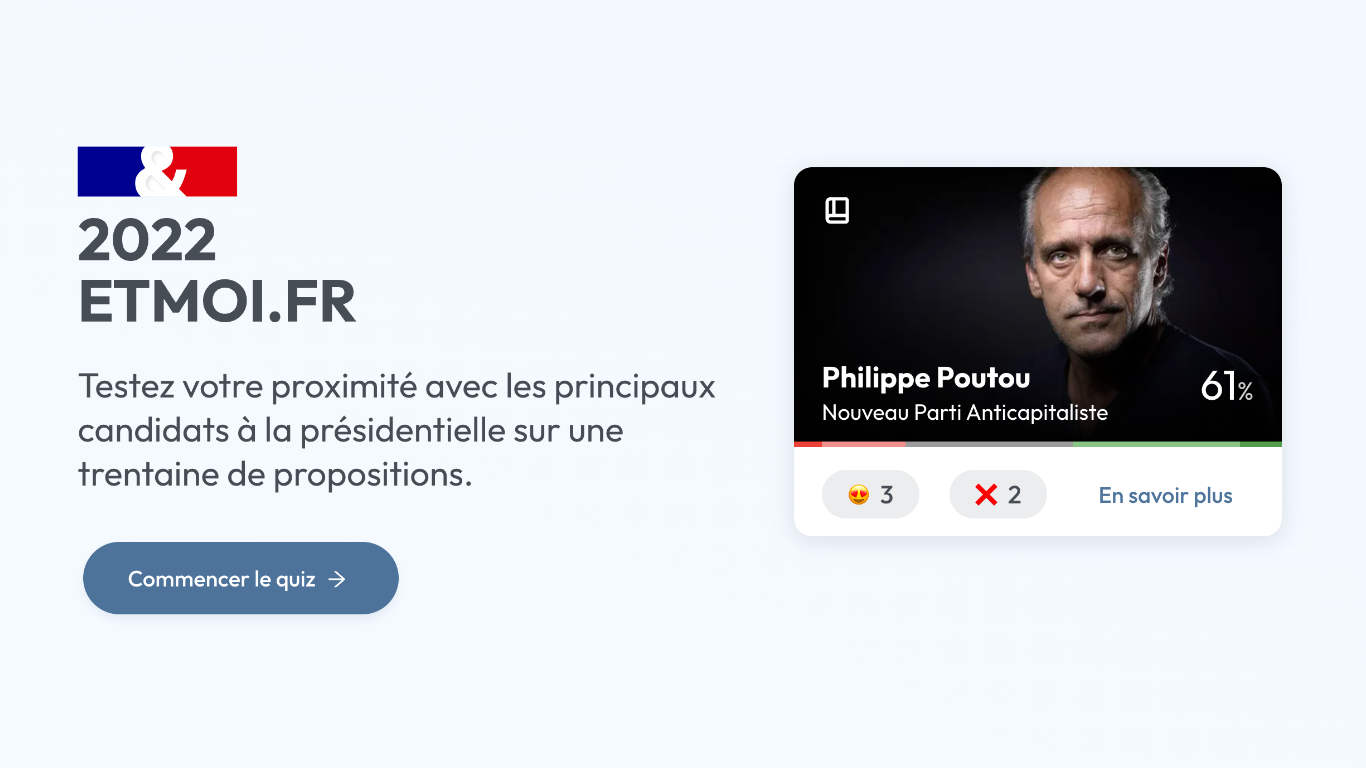 &
2022
ETMOI.FR
Testez votre proximité avec les principaux
candidats à la présidentielle sur une
trentaine de propositions.
Commencer le quiz →
Philippe Poutou
61%
Nouveau Parti Anticapitaliste
😍 3
❌ 2
En savoir plus